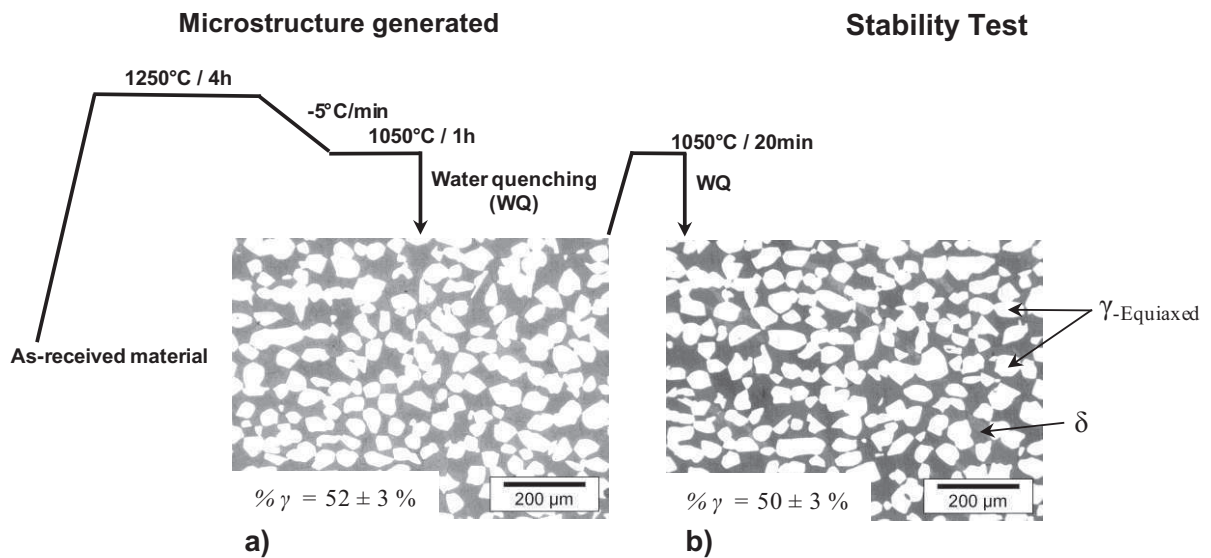 Microstructure generated
Stability Test
1250°C / 4h
-5°C/min
1050°C / 1h
1050°C / 20min
Water quenching
(WQ)
WQ
γ-Equiaxed
As-received material
δ
% γ = 52 ± 3 %
200 µm
% γ = 50 ± 3 %
200 µm
a)
b)